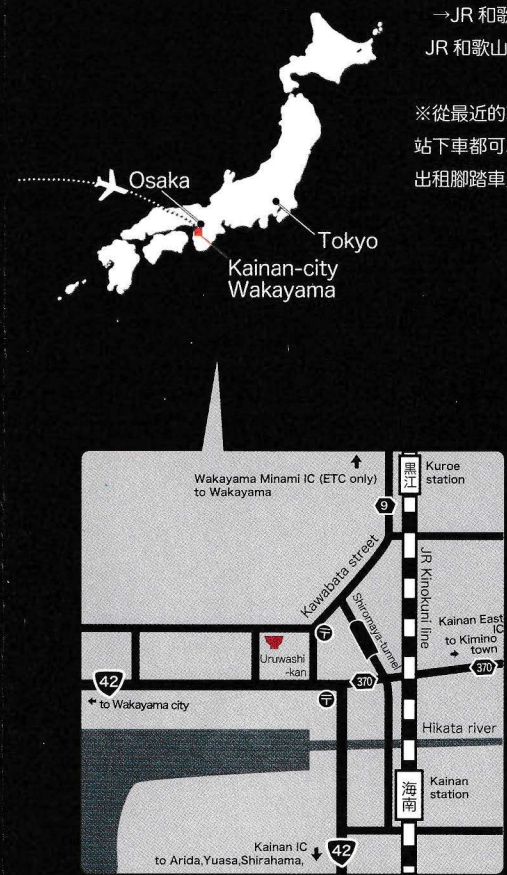 →JR 和歌
JR 和歌山
※從最近的
站下車都可
出租腳踏車
Osaka
Tokyo
Kainan-city
Wakayama
Wakayama Minami IC (ETC only)
to Wakayama
黒江
Kuroe
station
9
Kawabata street
JR Kinokuni line
Shiromaya-tunnel
Kainan East
IC
to Kimino
town
370
Uruwashi
-kan
〒
42
to Wakayama city
370
〒
Hikata river
海南
Kainan
station
Kainan IC
to Arida,Yuasa,Shirahama,
42